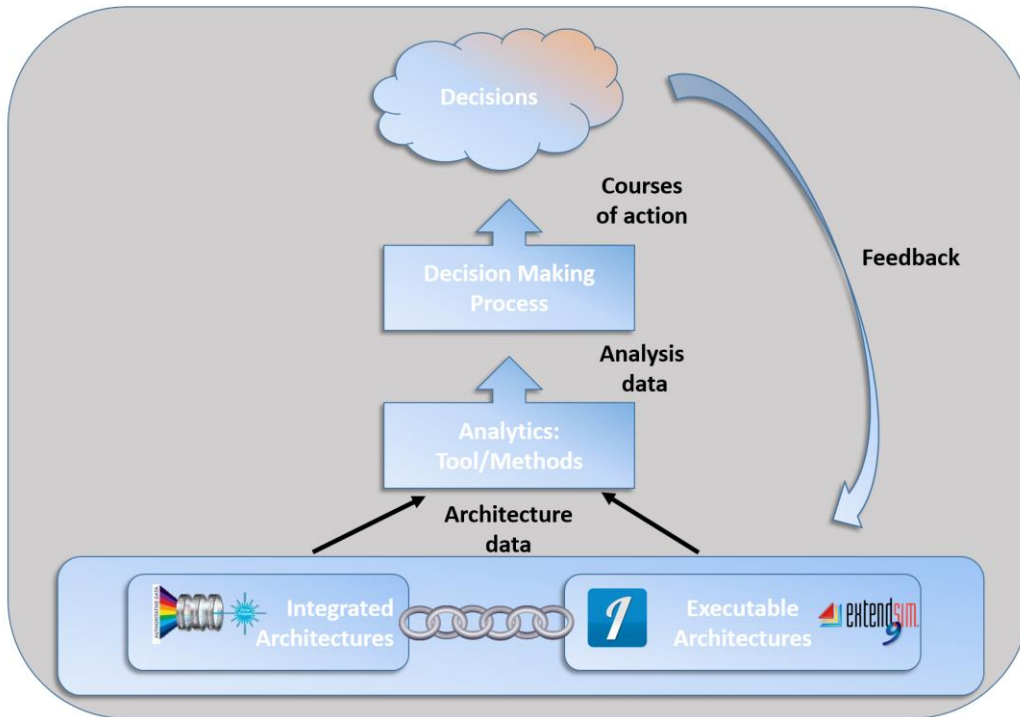 Decisions
Courses
of action
Feedback
Decision Making
Process
Analysis
data
Analytics:
Tool/Methods
Architecture
data
Integrated
Architectures
Executable
Architectures
extendsim
9